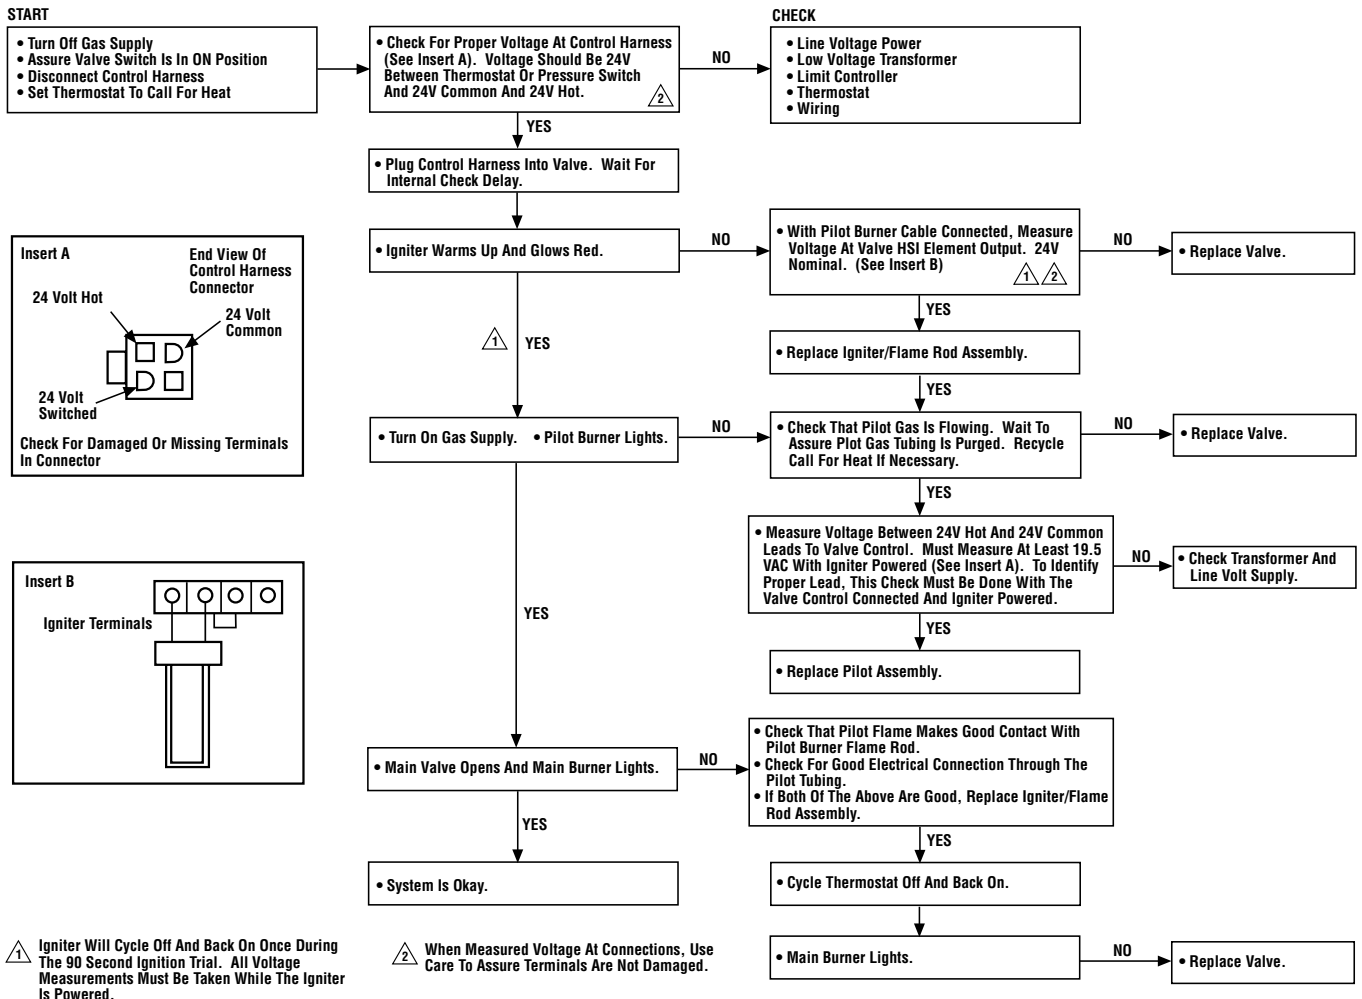 START
• Turn Off Gas Supply
• Assure Valve Switch Is In ON Position
• Disconnect Control Harness
• Set Thermostat To Call For Heat
• Check For Proper Voltage At Control Harness
(See Insert A). Voltage Should Be 24V
Between Thermostat Or Pressure Switch
And 24V Common And 24V Hot.
2
NO
CHECK
• Line Voltage Power
• Low Voltage Transformer
• Limit Controller
• Thermostat
• Wiring
YES
• Plug Control Harness Into Valve. Wait For
Internal Check Delay.
• Igniter Warms Up And Glows Red.
NO
• With Pilot Burner Cable Connected, Measure
Voltage At Valve HSI Element Output. 24V
Nominal. (See Insert B)
1 2
NO
• Replace Valve.
YES
• Replace Igniter/Flame Rod Assembly.
YES
1
YES
• Turn On Gas Supply. • Pilot Burner Lights.
NO
• Check That Pilot Gas Is Flowing. Wait To
Assure Plot Gas Tubing Is Purged. Recycle
Call For Heat If Necessary.
NO
• Replace Valve.
YES
• Measure Voltage Between 24V Hot And 24V Common
Leads To Valve Control. Must Measure At Least 19.5
VAC With Igniter Powered (See Insert A). To Identify
Proper Lead, This Check Must Be Done With The
Valve Control Connected And Igniter Powered.
NO
• Check Transformer And
Line Volt Supply.
YES
• Replace Pilot Assembly.
YES
• Main Valve Opens And Main Burner Lights.
NO
• Check That Pilot Flame Makes Good Contact With
Pilot Burner Flame Rod.
• Check For Good Electrical Connection Through The
Pilot Tubing.
• If Both Of The Above Are Good, Replace Igniter/Flame
Rod Assembly.
YES
• Cycle Thermostat Off And Back On.
• Main Burner Lights.
NO
• Replace Valve.
YES
• System Is Okay.
Insert A
End View Of
Control Harness
Connector
24 Volt Hot
24 Volt
Common
24 Volt
Switched
Check For Damaged Or Missing Terminals
In Connector
Insert B
Igniter Terminals
1 Igniter Will Cycle Off And Back On Once During
The 90 Second Ignition Trial. All Voltage
Measurements Must Be Taken While The Igniter
Is Powered.
2 When Measured Voltage At Connections, Use
Care To Assure Terminals Are Not Damaged.